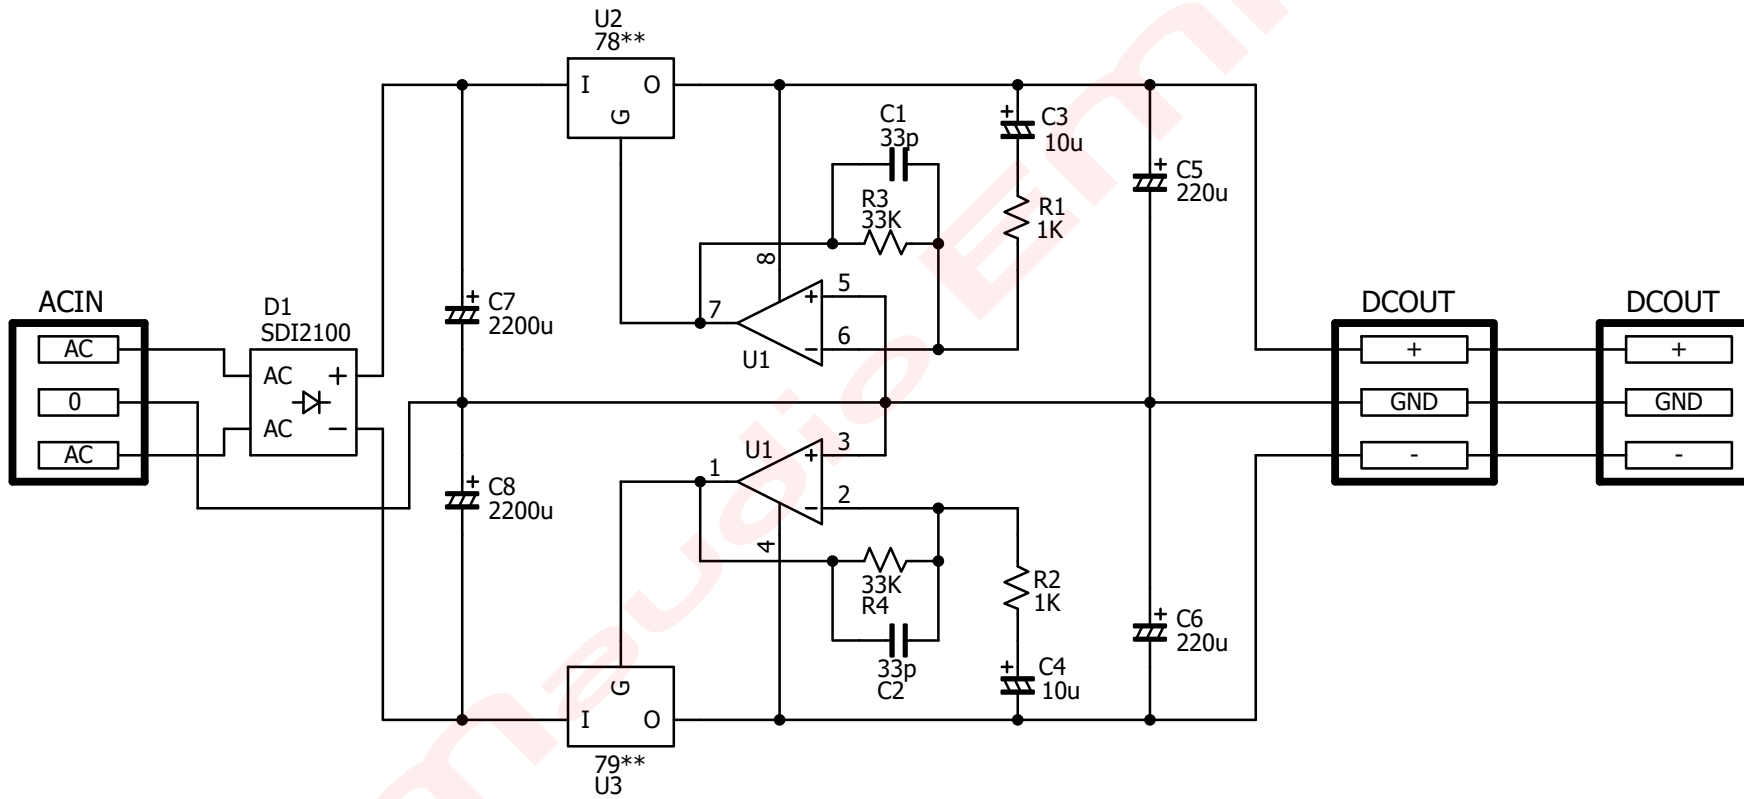 U2
78**
I
O
G
C1
33p
C3
10u
R3
33K
R1
1K
C5
220u
8
5
7
6
U1
ACIN
AC
0
AC
D1
SDI2100
AC +
AC −
C7
2200u
DCOUT
+
GND
-
DCOUT
+
GND
-
C8
2200u
U1
3
1
2
4
33K
R4
33p
C2
R2
1K
C4
10u
C6
220u
G
I
O
79**
U3
naudio Em